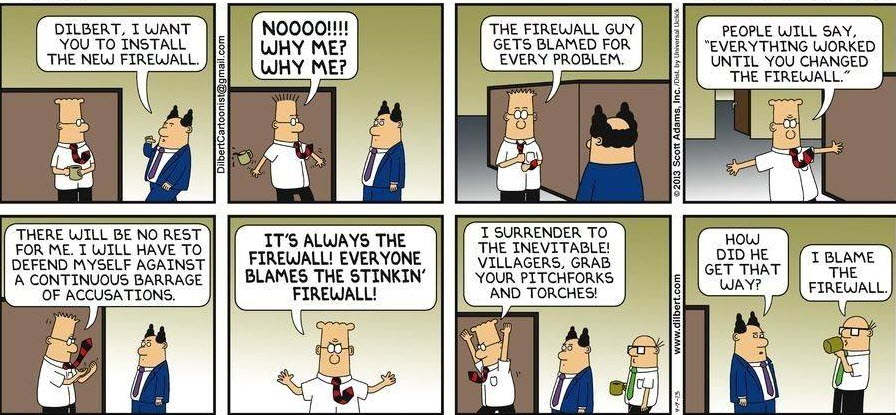 DILBERT, I WANT
YOU TO INSTALL
THE NEW FIREWALL.
DilbertCartoonist@gmail.com
NOOOO!!!!
WHY ME?
WHY ME?
THE FIREWALL GUY
GETS BLAMED FOR
EVERY PROBLEM.
©2013 Scott Adams, Inc. /Dist. by Universal Uclick
PEOPLE WILL SAY,
"EVERYTHING WORKED
UNTIL YOU CHANGED
THE FIREWALL."
THERE WILL BE NO REST
FOR ME. I WILL HAVE TO
DEFEND MYSELF AGAINST
A CONTINUOUS BARRAGE
OF ACCUSATIONS.
IT'S ALWAYS THE
FIREWALL! EVERYONE
BLAMES THE STINKIN'
FIREWALL!
I SURRENDER TO
THE INEVITABLE!
VILLAGERS, GRAB
YOUR PITCHFORKS
AND TORCHES!
www.dilbert.com
HOW
DID HE
GET THAT
WAY?
I BLAME
THE
FIREWALL.